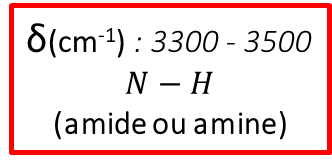 δ(cm⁻¹) : 3300 - 3500
N − H
(amide ou amine)